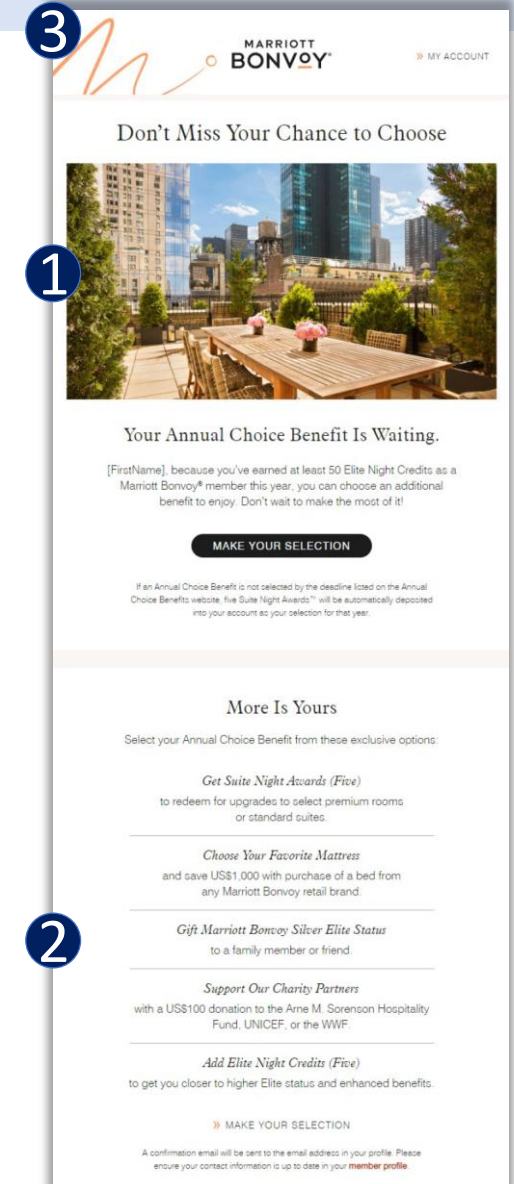 3
MARRIOTT
BONVOY®
» MY ACCOUNT
Don't Miss Your Chance to Choose
1
Your Annual Choice Benefit Is Waiting.
[FirstName], because you've earned at least 50 Elite Night Credits as a
Marriott Bonvoy® member this year, you can choose an additional
benefit to enjoy. Don't wait to make the most of it!
MAKE YOUR SELECTION
If an Annual Choice Benefit is not selected by the deadline listed on the Annual
Choice Benefits website, five Suite Night Awards™ will be automatically deposited
into your account as your selection for that year.
More Is Yours
Select your Annual Choice Benefit from these exclusive options:
Get Suite Night Awards (Five)
to redeem for upgrades to select premium rooms
or standard suites.
Choose Your Favorite Mattress
and save US$1,000 with purchase of a bed from
any Marriott Bonvoy retail brand.
2
Gift Marriott Bonvoy Silver Elite Status
to a family member or friend.
Support Our Charity Partners
with a US$100 donation to the Arne M. Sorenson Hospitality
Fund, UNICEF, or the WWF.
Add Elite Night Credits (Five)
to get you closer to higher Elite status and enhanced benefits.
» MAKE YOUR SELECTION
A confirmation email will be sent to the email address in your profile. Please
ensure your contact information is up to date in your member profile.